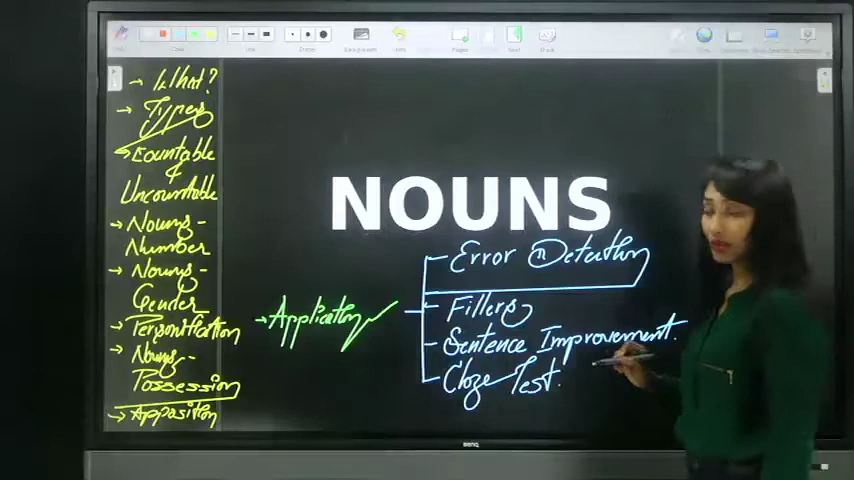 → What?
→ Types
→ Countable
&
Uncountable
→ Nouns -
Number
→ Nouns -
Gender
→ Personification
→ Nouns -
Possession
→ Apposition
NOUNS
→ Application
Error Detection
Fillers
Sentence Improvement.
Cloze Test.
BenQ